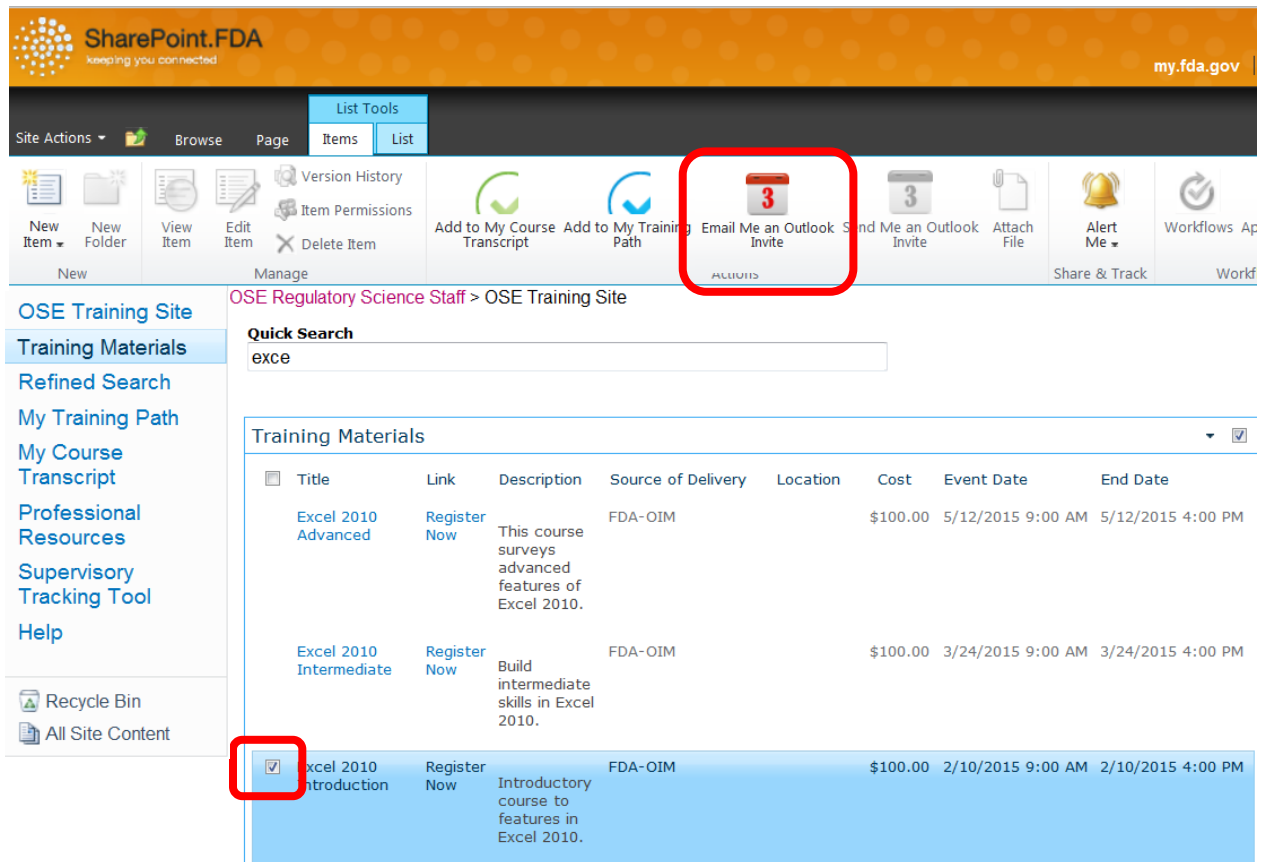 SharePoint.FDA
keeping you connected
my.fda.gov
List Tools
Site Actions
Browse
Page
Items
List
New Item
New Folder
View Item
Edit Item
Version History
Item Permissions
Delete Item
Add to My Course Transcript
Add to My Training Path
3
Email Me an Outlook Invite
3
Me an Outlook Invite
Attach File
Alert Me
Workflows
New
Manage
Actions
Share & Track
OSE Training Site
Training Materials
Refined Search
My Training Path
My Course
Transcript
Professional
Resources
Supervisory
Tracking Tool
Help
Recycle Bin
All Site Content
OSE Regulatory Science Staff > OSE Training Site
Quick Search
exce
Training Materials
Title Link Description Source of Delivery Location Cost Event Date End Date
Excel 2010 Advanced
Register Now
This course
surveys
advanced
features of
Excel 2010.
FDA-OIM
$100.00 5/12/2015 9:00 AM 5/12/2015 4:00 PM
Excel 2010 Intermediate
Register Now
Build
intermediate
skills in Excel
2010.
FDA-OIM
$100.00 3/24/2015 9:00 AM 3/24/2015 4:00 PM
Excel 2010 Introduction
Register Now
Introductory
course to
features in
Excel 2010.
FDA-OIM
$100.00 2/10/2015 9:00 AM 2/10/2015 4:00 PM